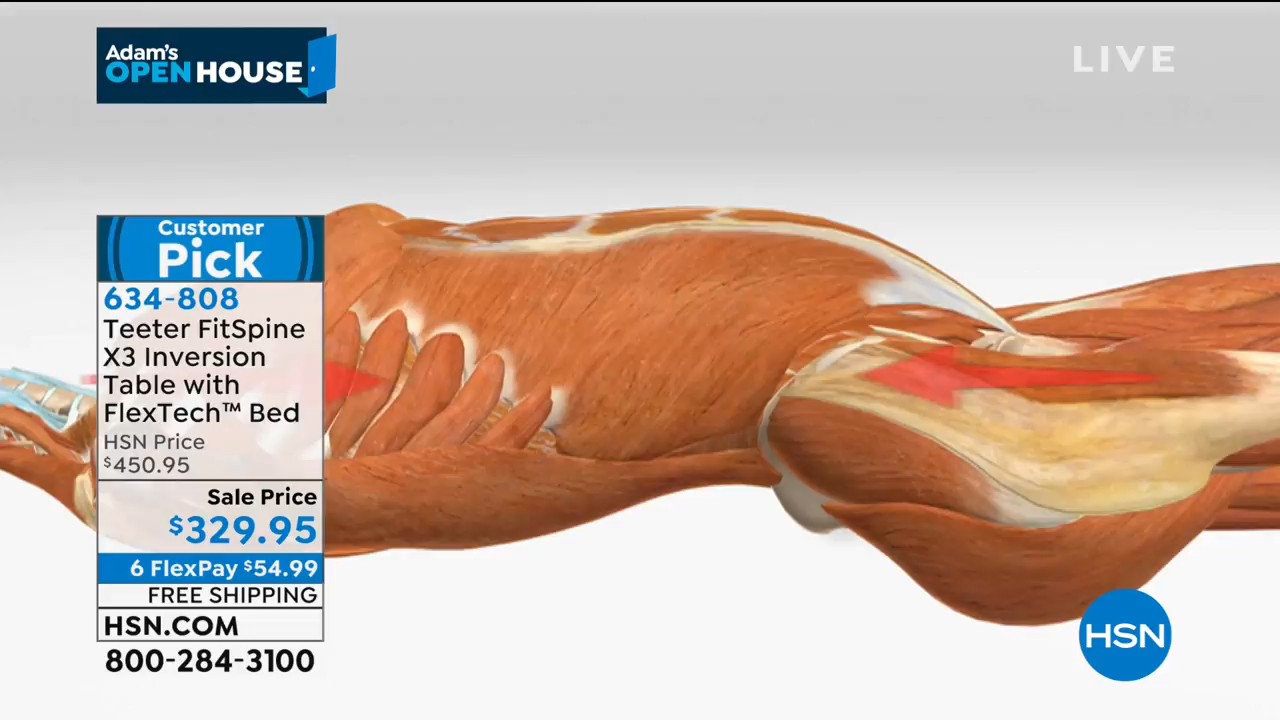 Adam's
OPEN HOUSE
LIVE
Customer
Pick
634-808
Teeter FitSpine
X3 Inversion
Table with
FlexTech™ Bed
HSN Price
$450.95
Sale Price
$329.95
6 FlexPay $54.99
FREE SHIPPING
HSN.COM
800-284-3100
HSN